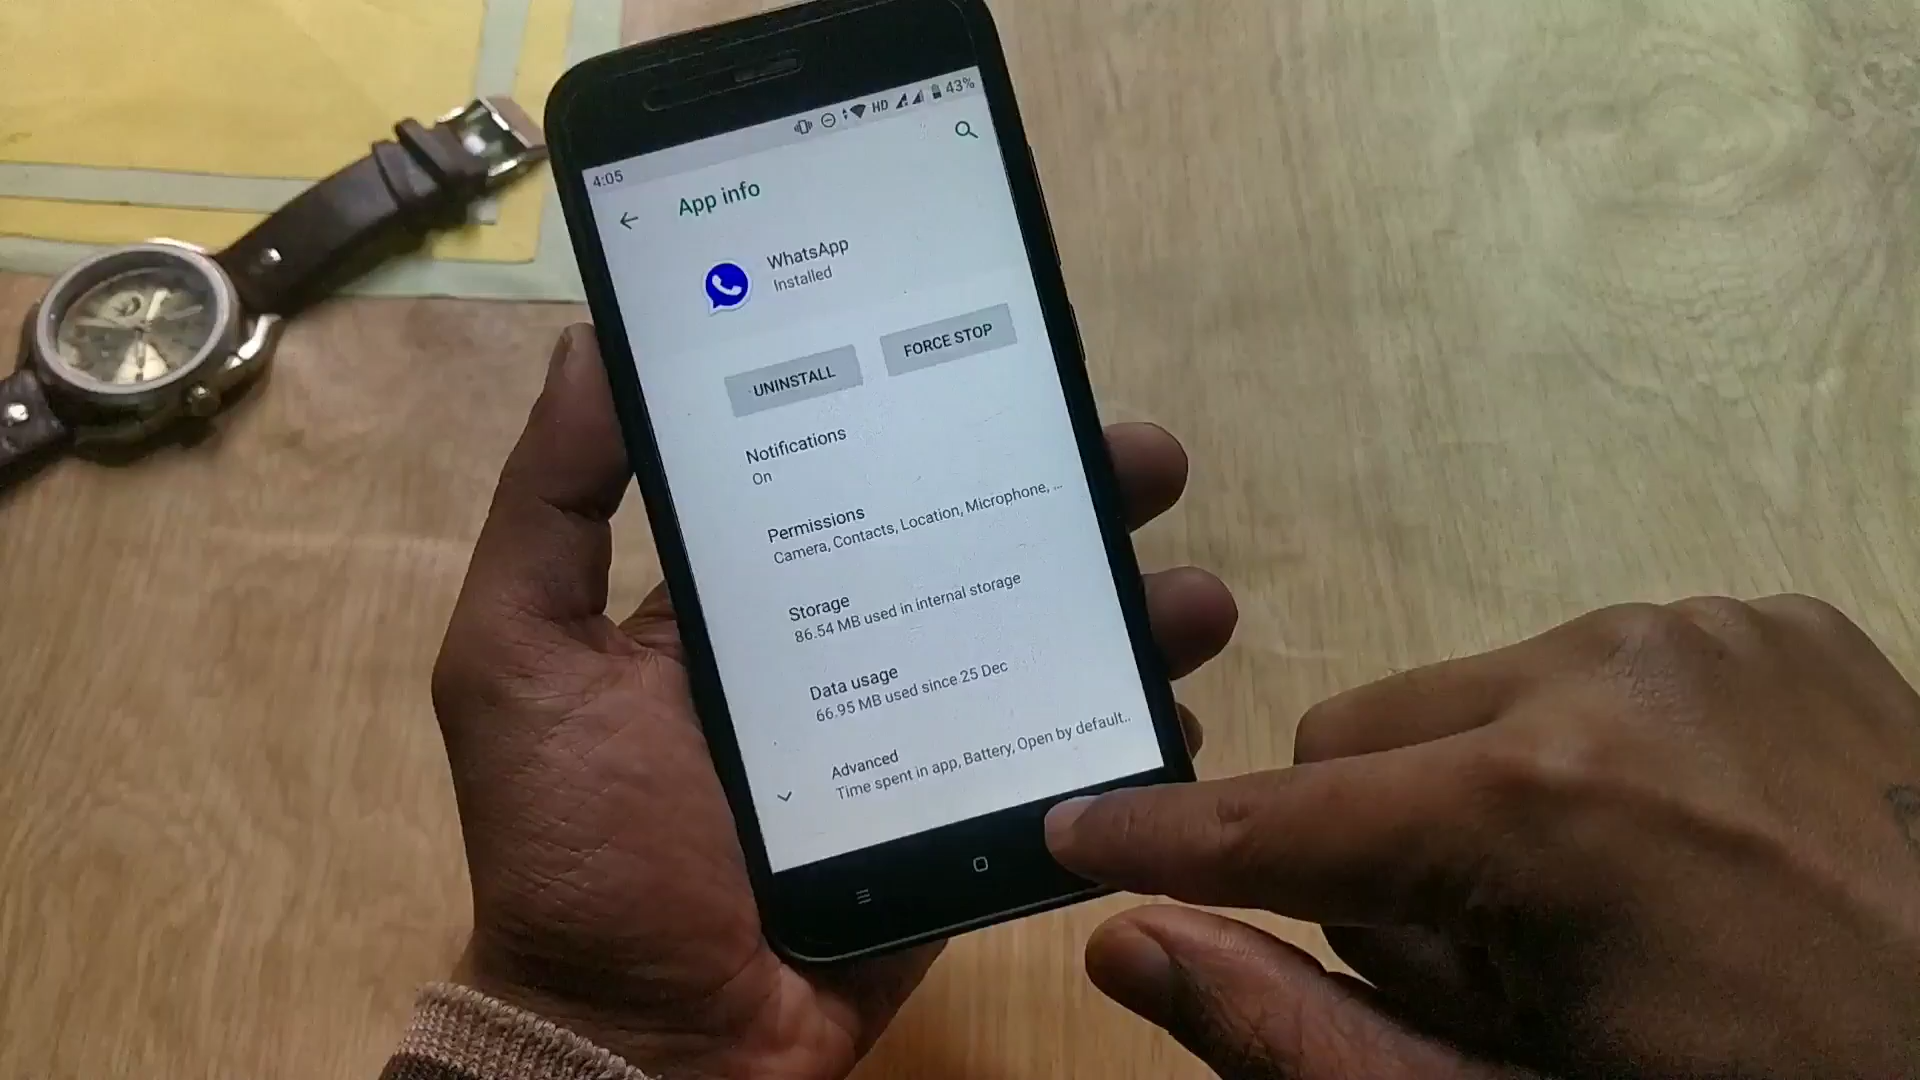 4:05
HD
43%
App info
WhatsApp
Installed
UNINSTALL
FORCE STOP
Notifications
On
Permissions
Camera, Contacts, Location, Microphone, ...
Storage
86.54 MB used in internal storage
Data usage
66.95 MB used since 25 Dec
Advanced
Time spent in app, Battery, Open by default..